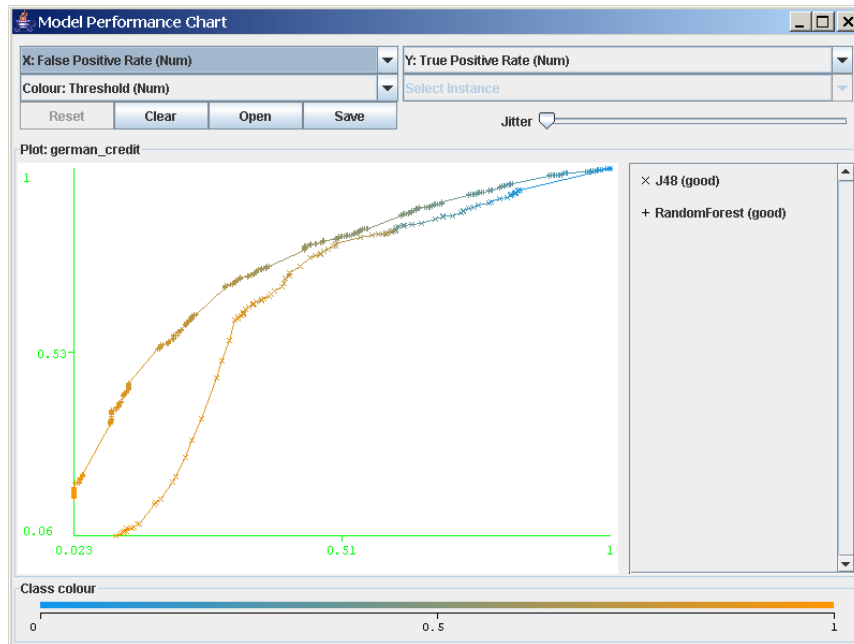 Model Performance Chart
X: False Positive Rate (Num)
Y: True Positive Rate (Num)
Colour: Threshold (Num)
Select Instance
Reset
Clear
Open
Save
Jitter
Plot: german_credit
1
0.53
0.06
0.023
0.51
1
× J48 (good)
+ RandomForest (good)
Class colour
0
0.5
1